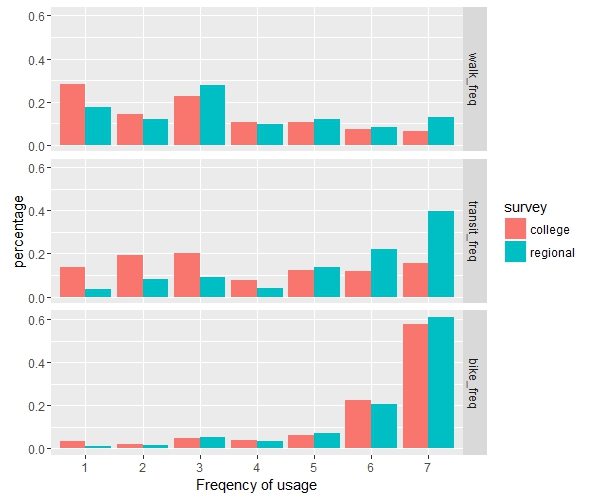 percentage
0.6
0.4
0.2
0.0
walk_freq
0.6
0.4
0.2
0.0
transit_freq
0.6
0.4
0.2
0.0
bike_freq
1 2 3 4 5 6 7
Freqency of usage
survey
college
regional